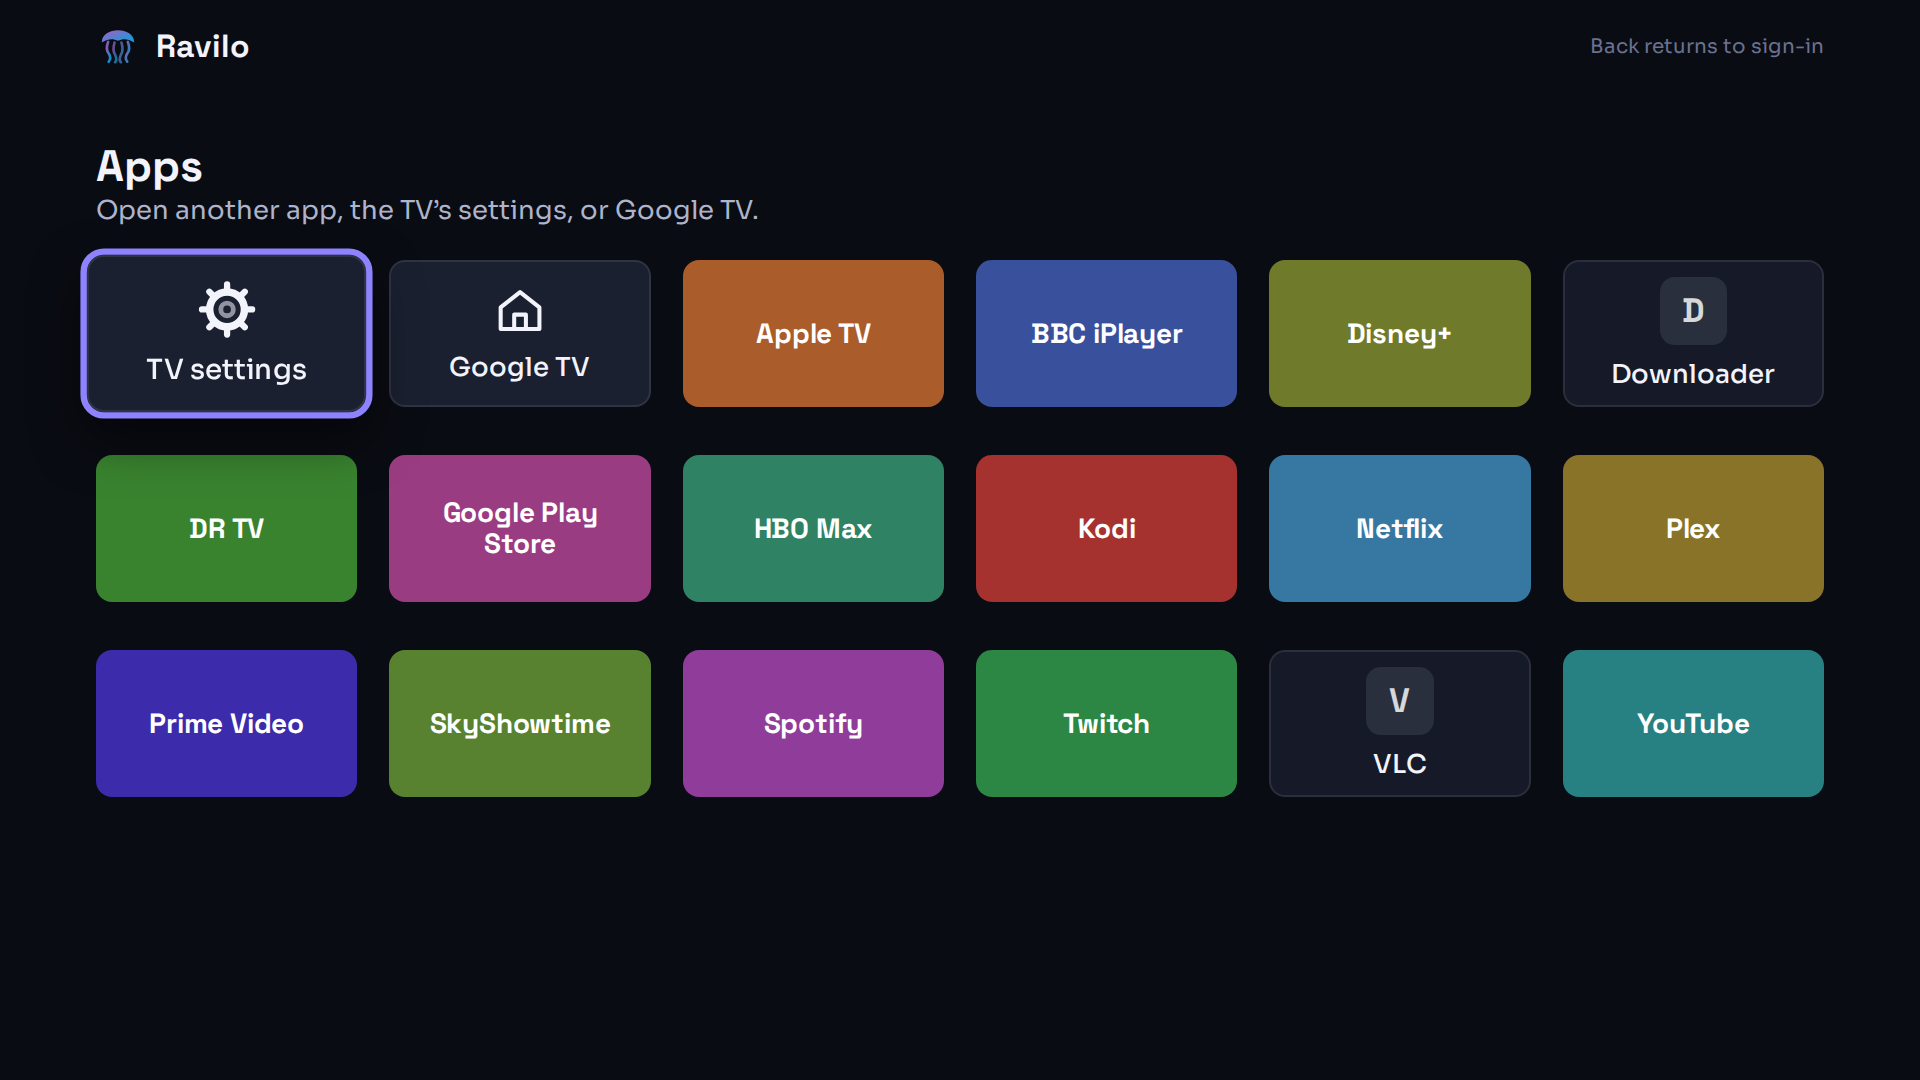 Ravilo
Back returns to sign-in
Apps
Open another app, the TV’s settings, or Google TV.
TV settings
Google TV
Apple TV
BBC iPlayer
Disney+
D
Downloader
DR TV
Google Play
Store
HBO Max
Kodi
Netflix
Plex
Prime Video
SkyShowtime
Spotify
Twitch
V
VLC
YouTube